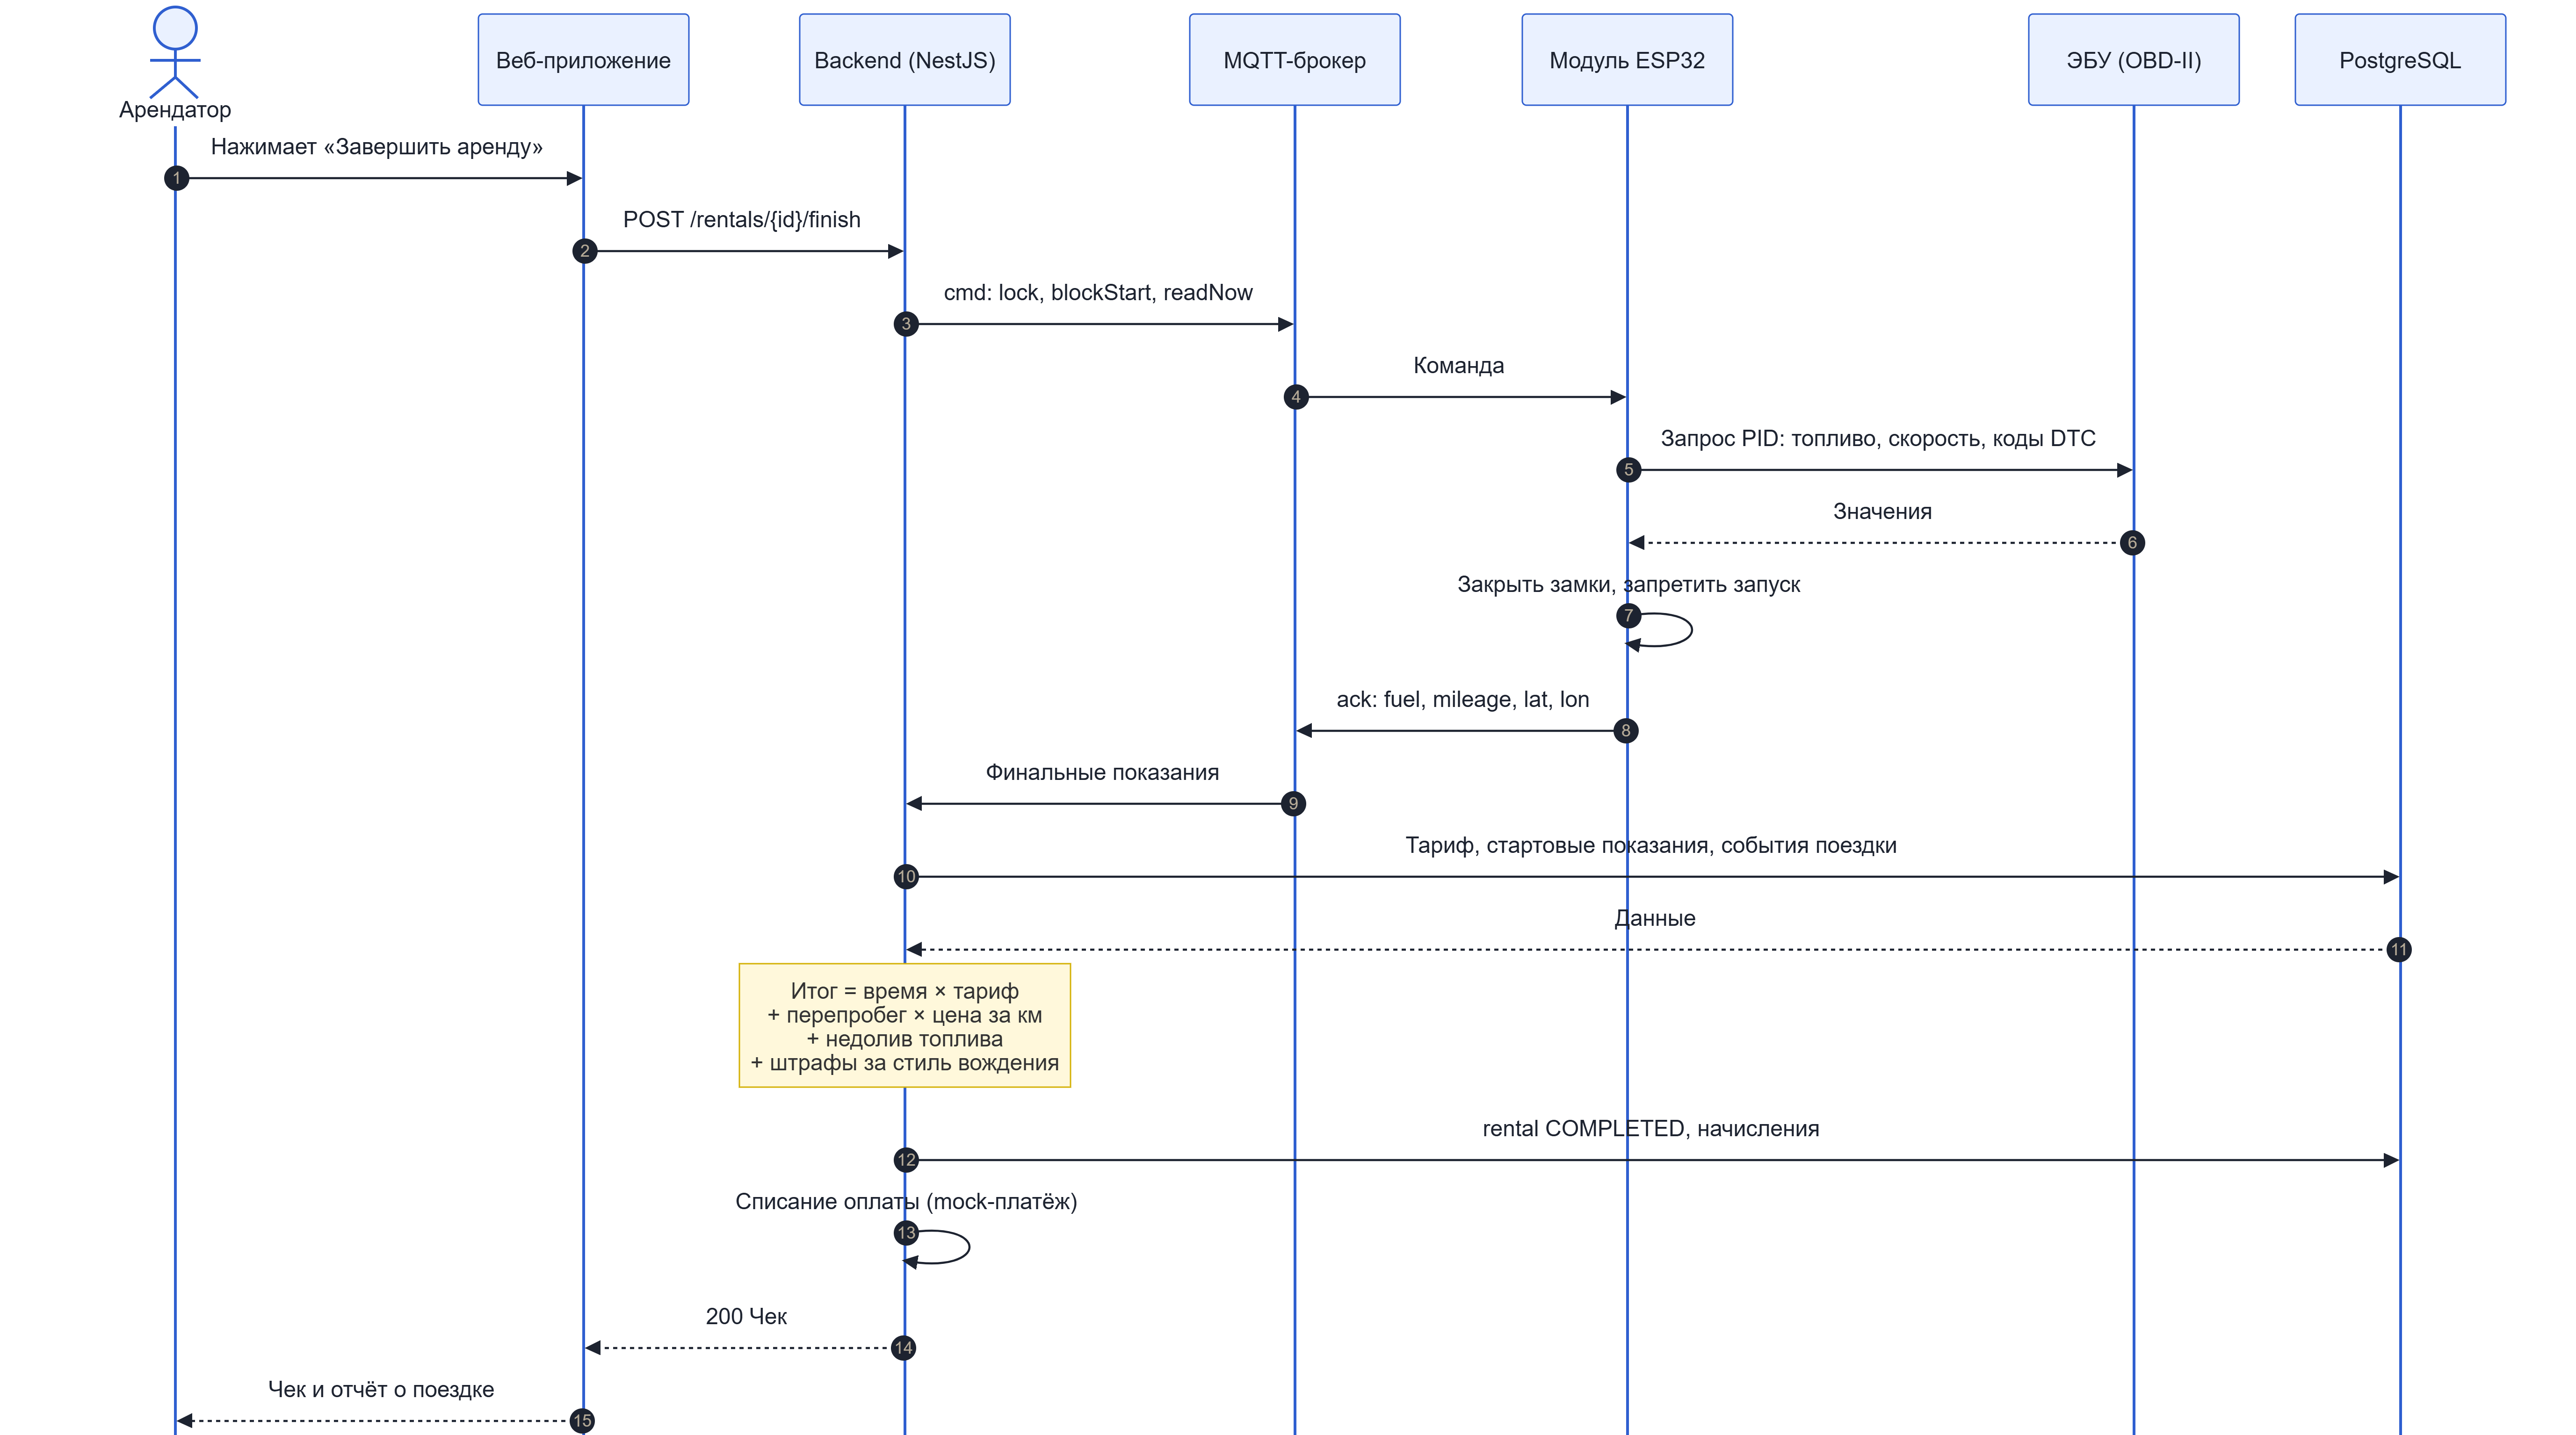 Арендатор
Веб-приложение
Backend (NestJS)
MQTT-брокер
Модуль ESP32
ЭБУ (OBD-II)
PostgreSQL
Нажимает «Завершить аренду»
1
POST /rentals/{id}/finish
2
cmd: lock, blockStart, readNow
3
Команда
4
Запрос PID: топливо, скорость, коды DTC
5
Значения
6
Закрыть замки, запретить запуск
7
ack: fuel, mileage, lat, lon
8
Финальные показания
9
Тариф, стартовые показания, события поездки
10
Данные
11
Итог = время × тариф
+ перепробег × цена за км
+ недолив топлива
+ штрафы за стиль вождения
rental COMPLETED, начисления
12
Списание оплаты (mock-платёж)
13
200 Чек
14
Чек и отчёт о поездке
15